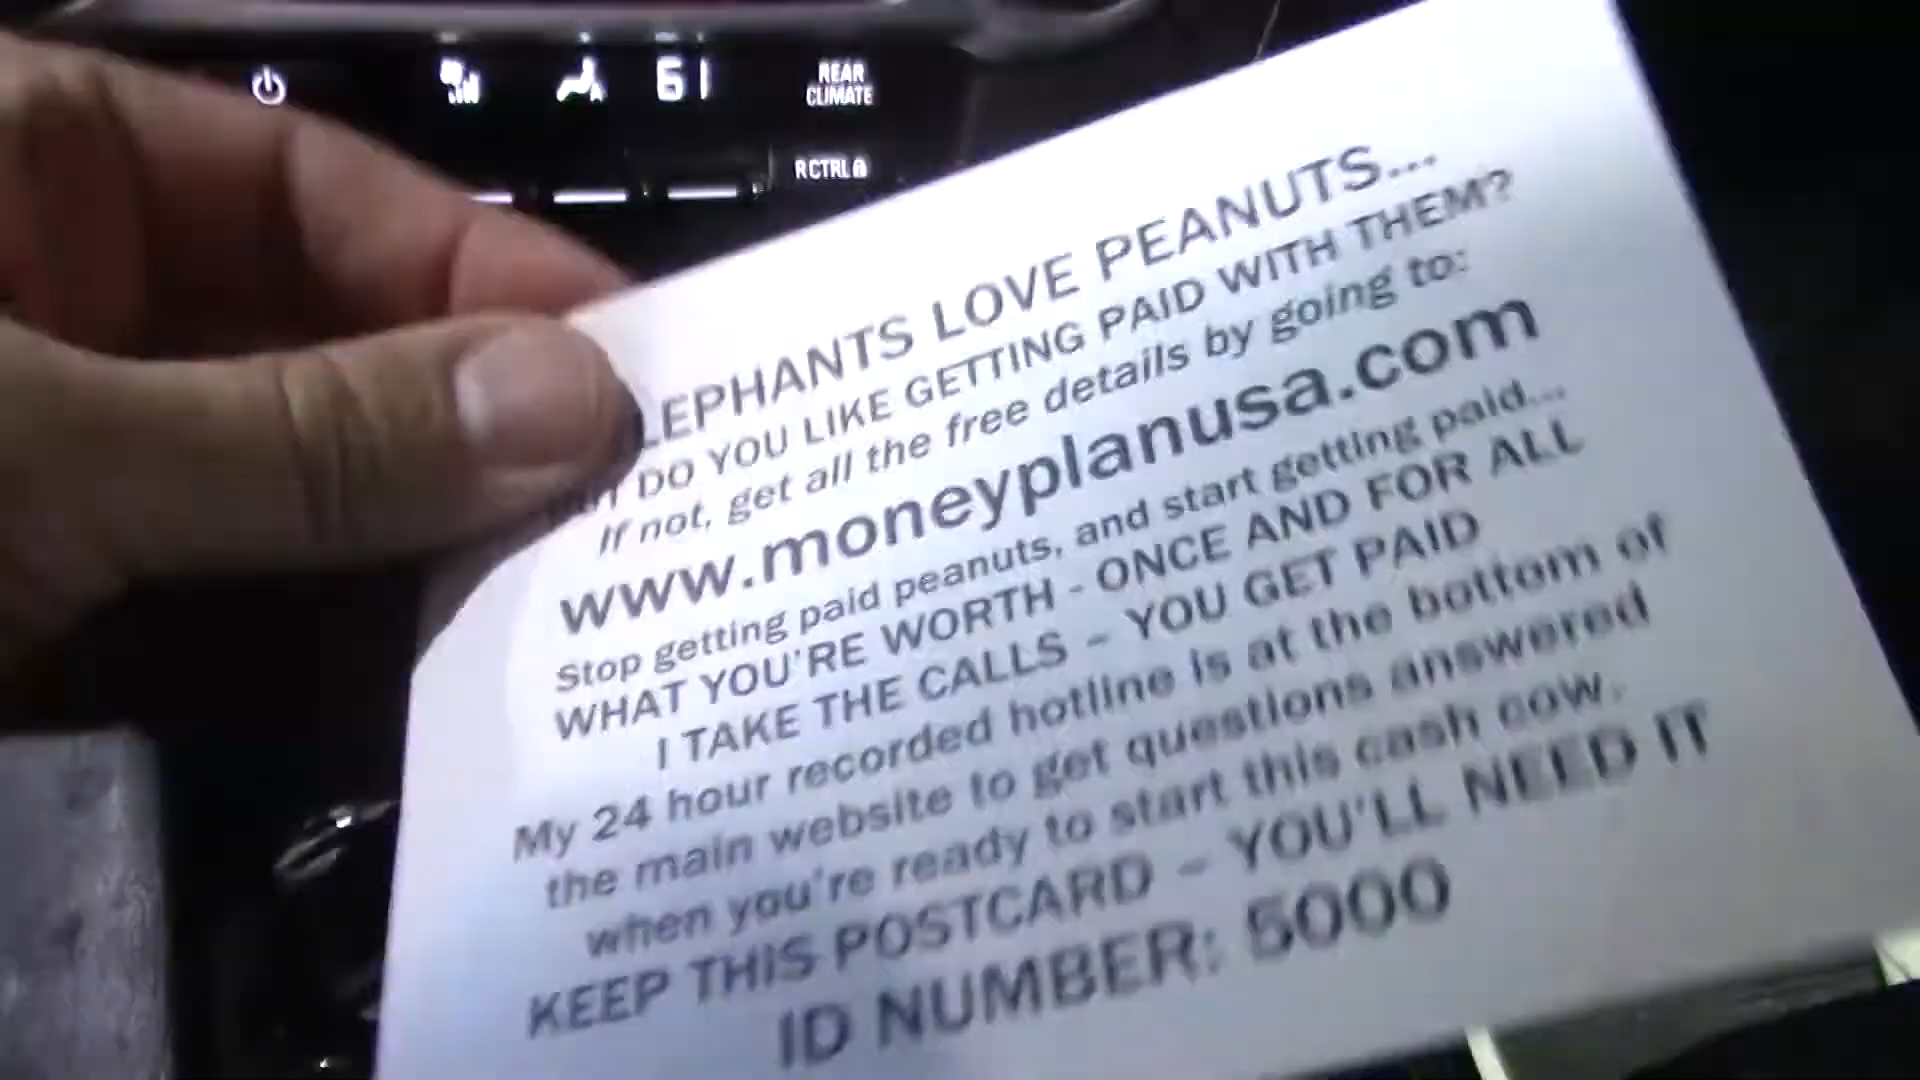 61
REAR
CLIMATE
RCTRL
ELEPHANTS LOVE PEANUTS...
DO YOU LIKE GETTING PAID WITH THEM?
If not, get all the free details by going to:
www.moneyplanusa.com
Stop getting paid peanuts, and start getting paid...
WHAT YOU'RE WORTH - ONCE AND FOR ALL
I TAKE THE CALLS – YOU GET PAID
My 24 hour recorded hotline is at the bottom of
the main website to get questions answered
when you're ready to start this cash cow.
KEEP THIS POSTCARD – YOU'LL NEED IT
ID NUMBER: 5000